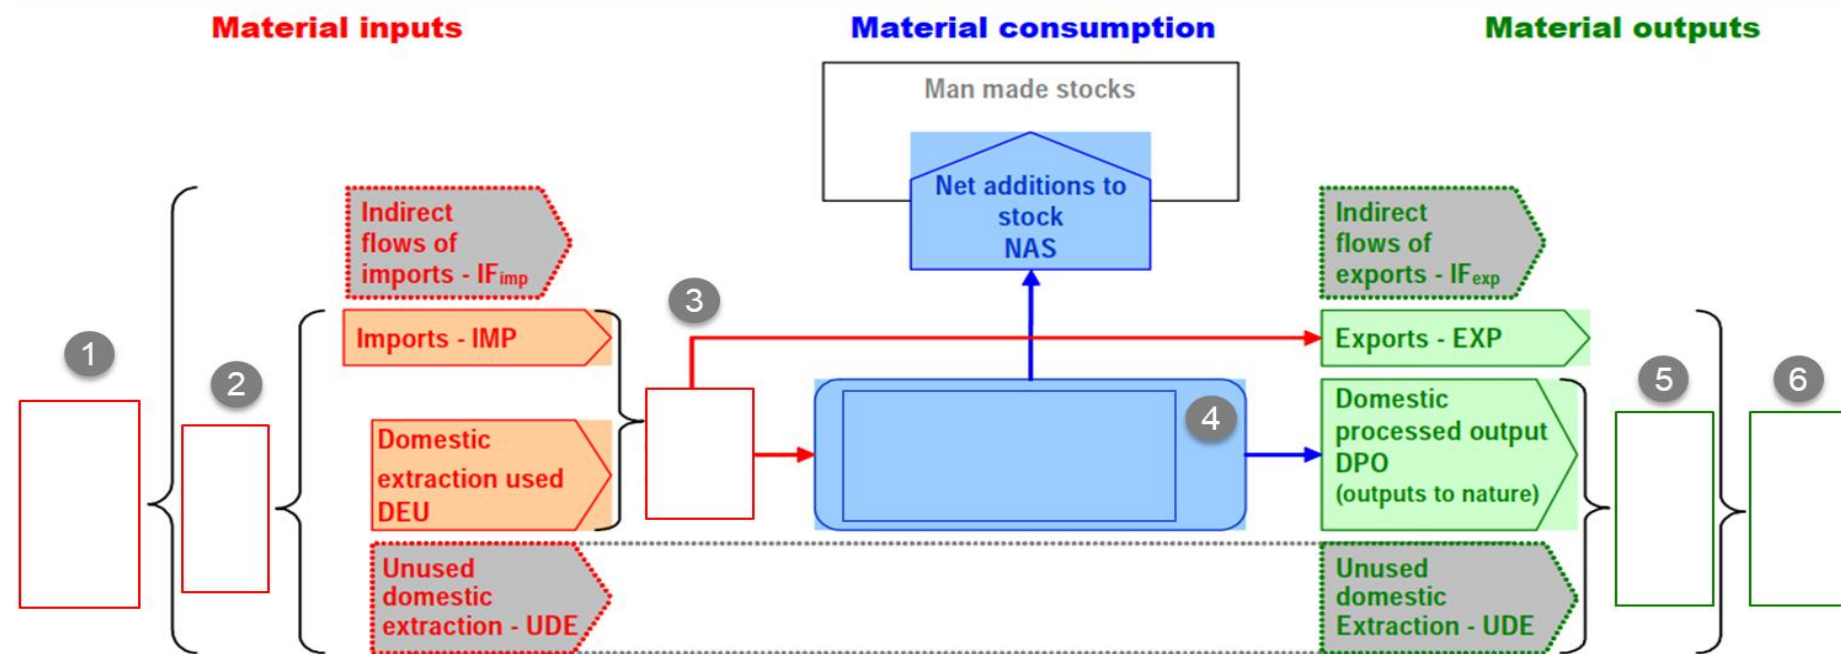 Material inputs
Material consumption
Material outputs
Man made stocks
Net additions to
stock
NAS
Indirect
flows of
imports - IFimp
Indirect
flows of
exports - IFexp
3
1
2
Imports - IMP
Exports - EXP
5
6
4
Domestic
extraction used
DEU
Domestic
processed output
DPO
(outputs to nature)
Unused
domestic
extraction - UDE
Unused
domestic
Extraction - UDE